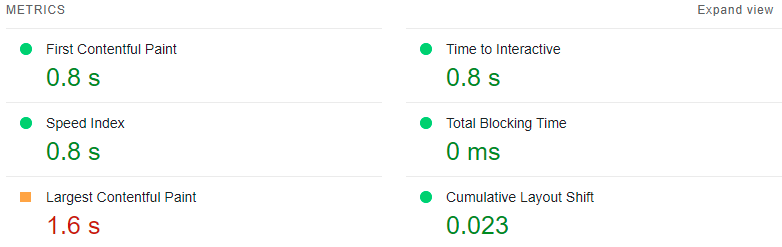 METRICS
Expand view
First Contentful Paint
0.8 s
Time to Interactive
0.8 s
Speed Index
0.8 s
Total Blocking Time
0 ms
Largest Contentful Paint
1.6 s
Cumulative Layout Shift
0.023